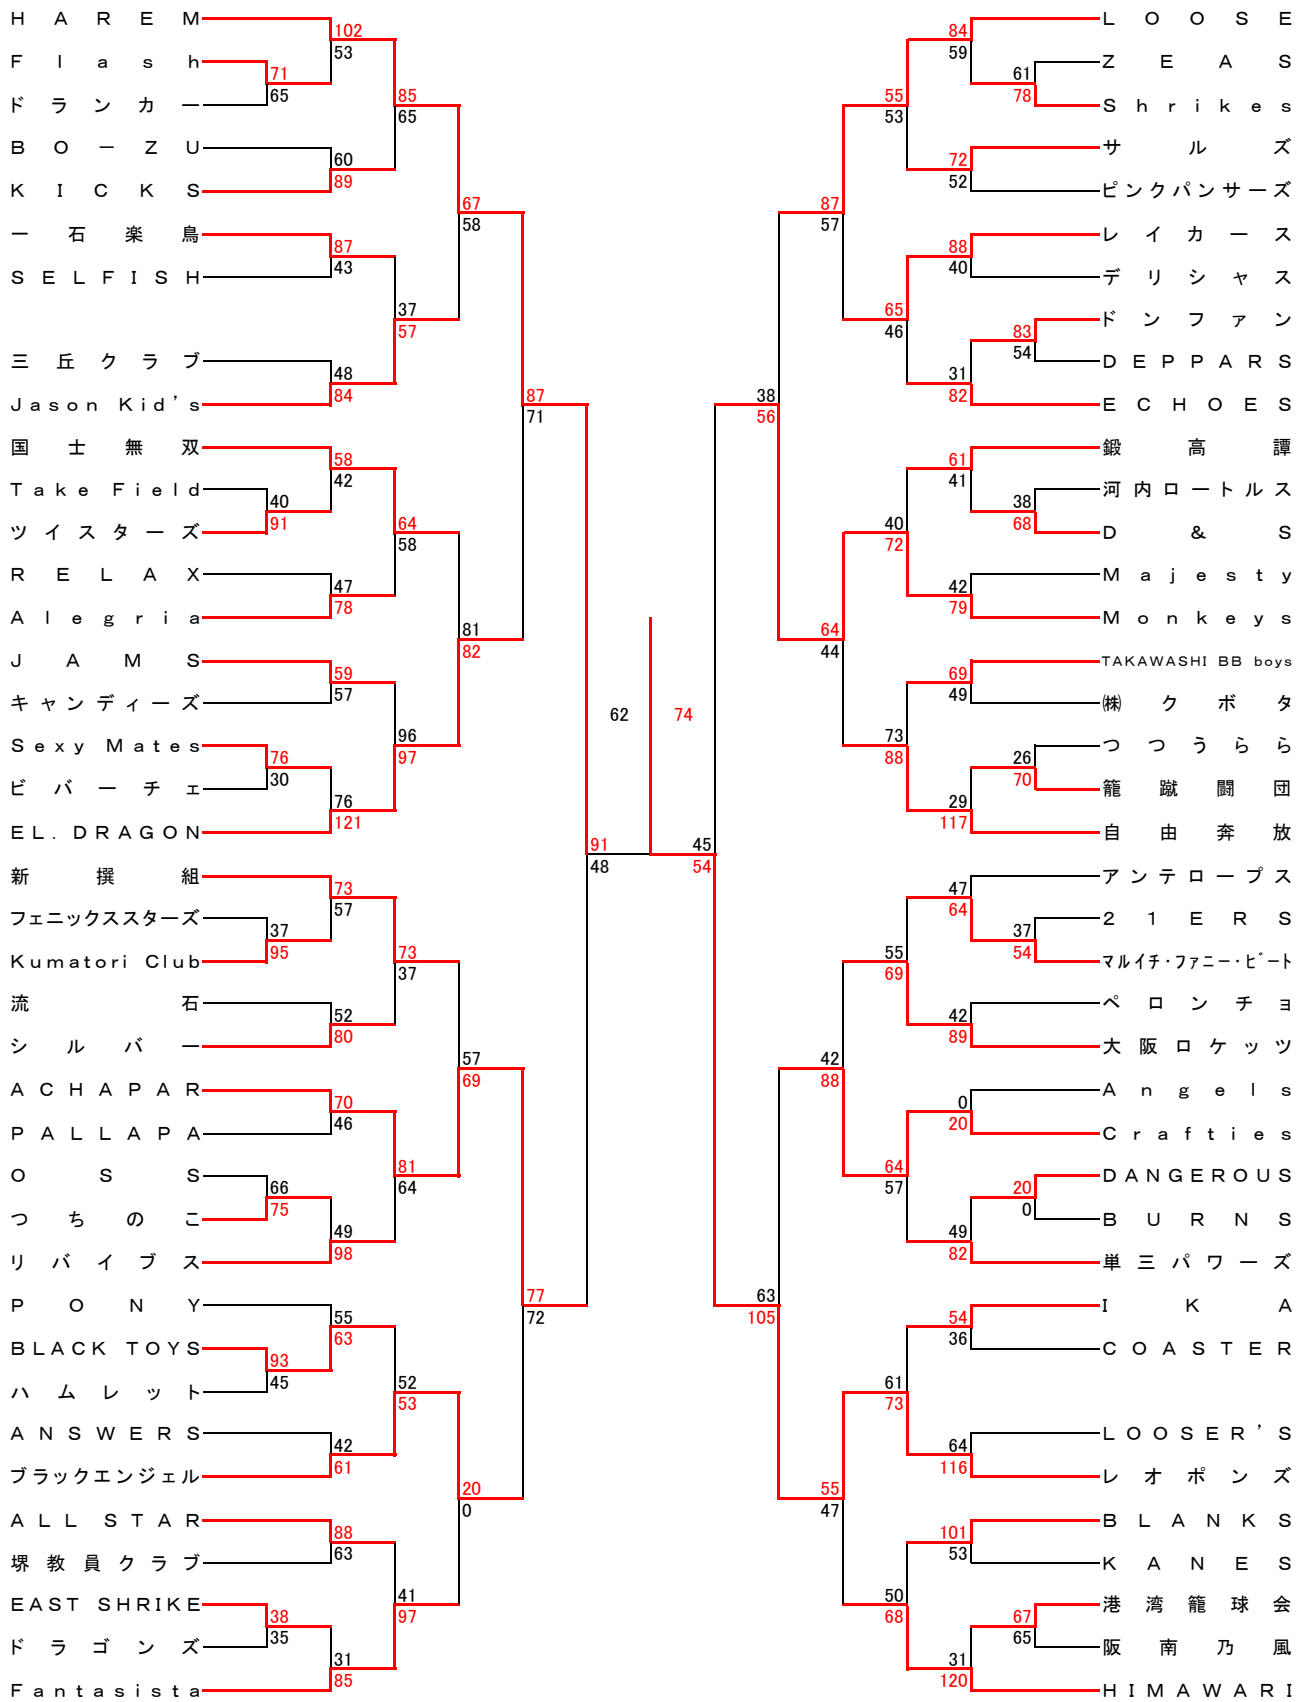 HAREM
102
53
Flash
71
65
ドランカー
85
65
BO－ZU
60
89
KICKS
67
58
一石楽鳥
87
43
SELFISH
37
57
三丘クラブ
48
84
Jason Kid's
87
71
国士無双
58
42
Take Field
40
91
ツイスターズ
64
58
RELAX
47
78
Alegria
81
82
JAMS
59
57
キャンディーズ
96
97
Sexy Mates
76
30
ビバーチェ
76
121
EL. DRAGON
91
48
新撰組
73
57
フェニックススターズ
37
95
Kumatori Club
73
37
流石
52
80
シルバー
57
69
ACHAPAR
70
46
PALLAPA
81
64
OSS
66
75
つちのこ
49
98
リバイブス
77
72
PONY
55
63
BLACK TOYS
93
45
ハムレット
52
53
ANSWERS
42
61
ブラックエンジェル
20
0
ALL STAR
88
63
堺教員クラブ
41
97
EAST SHRIKE
38
35
ドラゴンズ
31
85
Fantasista
62
74
LOOSE
84
59
ZEAS
61
78
Shrikes
55
53
サルズ
72
52
ピンクパンサーズ
87
57
レイカース
88
40
デリシャス
65
46
ドンファン
83
54
DEPPARS
31
82
ECHOES
38
56
鍛高譚
61
41
河内ロートルス
38
68
D&S
40
72
Majesty
42
79
Monkeys
64
44
TAKAWASHI BB boys
69
49
㈱クボタ
73
88
つつうらら
26
70
籠蹴闘団
29
117
自由奔放
45
54
アンテロープス
47
64
21ERS
37
54
マルイチ・ファニー・ビート
55
69
ペロンチョ
42
89
大阪ロケッツ
42
88
Angels
0
20
Crafties
64
57
DANGEROUS
20
0
BURNS
49
82
単三パワーズ
63
105
IKA
54
36
COASTER
61
73
LOOSER'S
64
116
レオポンズ
55
47
BLANKS
101
53
KANES
50
68
港湾籠球会
67
65
阪南乃風
31
120
HIMAWARI